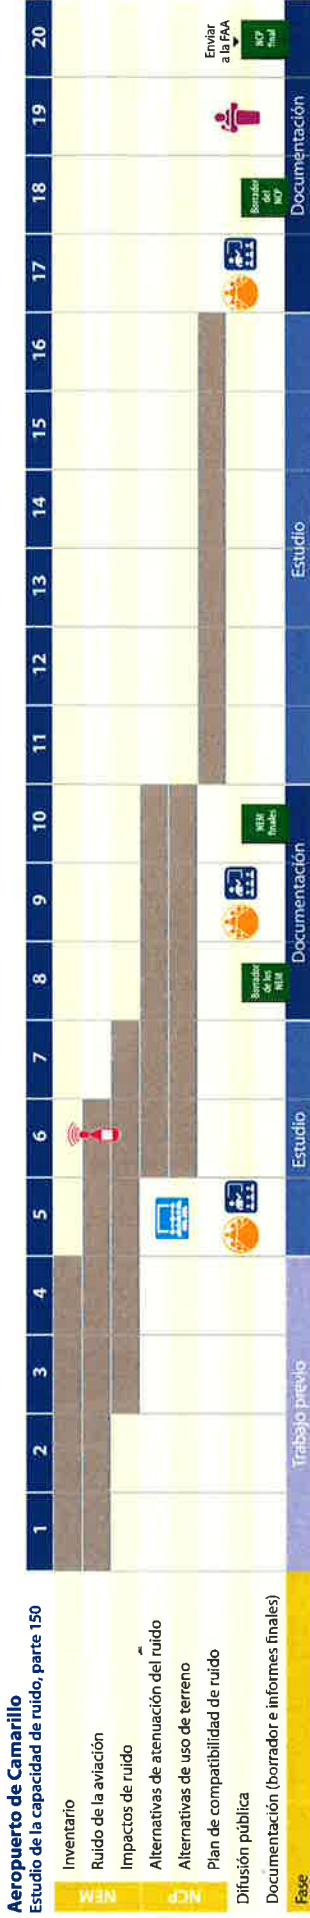 Aeropuerto de Camarillo
Estudio de la capacidad de ruido, parte 150
1 2 3 4 5 6 7 8 9 10 11 12 13 14 15 16 17 18 19 20
NEM
Inventario
Ruido de la aviación
Impactos de ruido
NCP
Alternativas de atenuación del ruido
Alternativas de uso de terreno
Plan de compatibilidad de ruido
Difusión pública
Enviar
a la FAA
Documentación (borrador e informes finales)
Borrador
de los
NEM
NEM
finales
Borrador
del
NCP
NCP
final
Fase
Trabajo previo
Estudio
Documentación
Estudio
Documentación